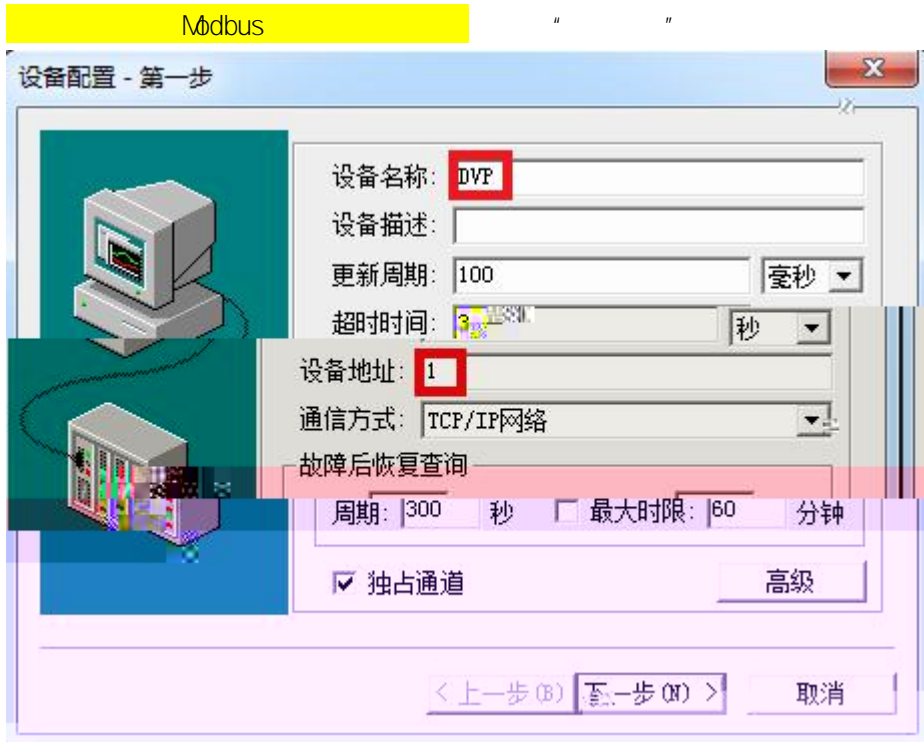 Modbus “ ”
设备配置 - 第一步
设备名称: DVP
设备描述:
更新周期: 100 毫秒
超时时间: 3 秒
设备地址: 1
通信方式: TCP/IP网络
故障后恢复查询
周期: 300 秒 最大时限: 60 分钟
独占通道 高级
< 上一步(B) 下一步(N) > 取消